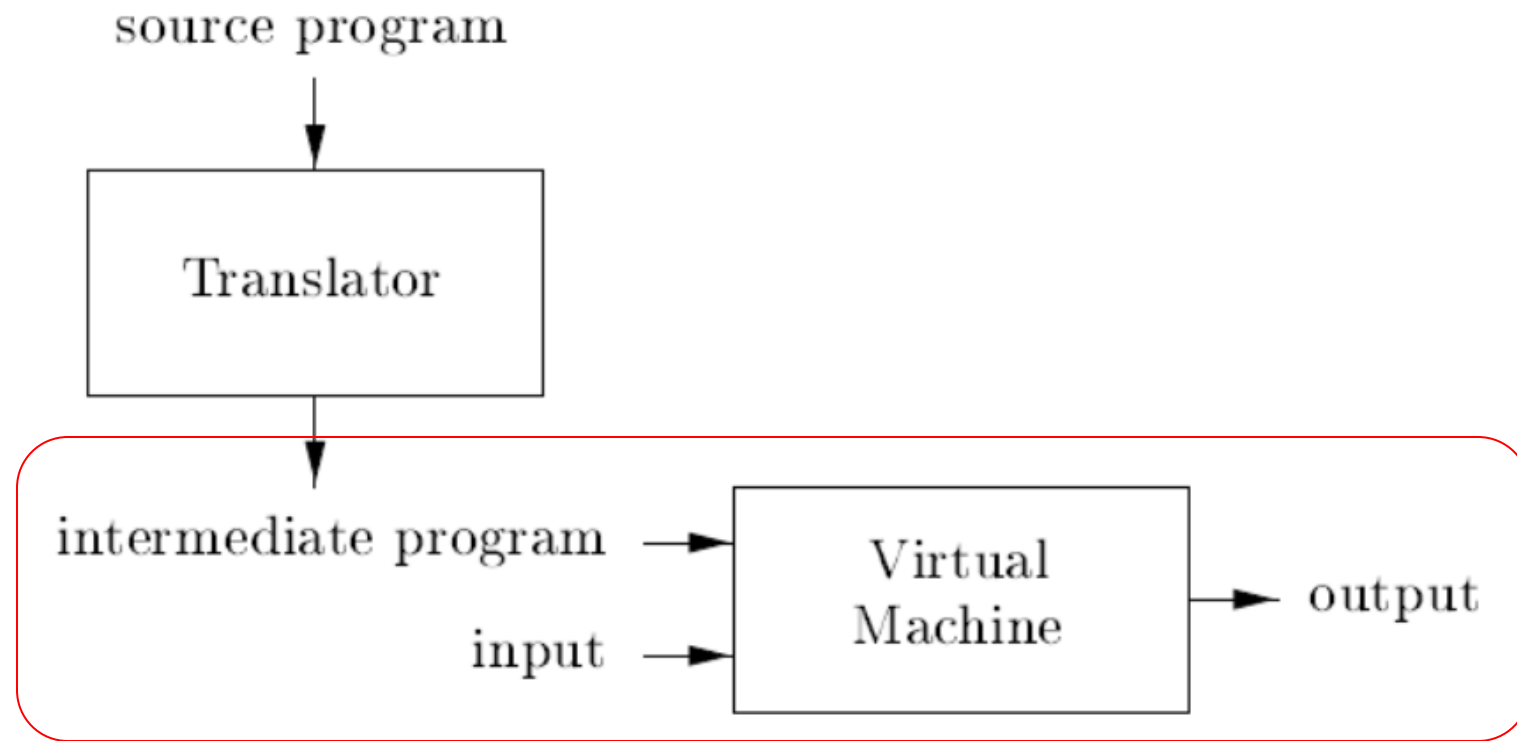 source program
Translator
intermediate program
input
Virtual
Machine
output